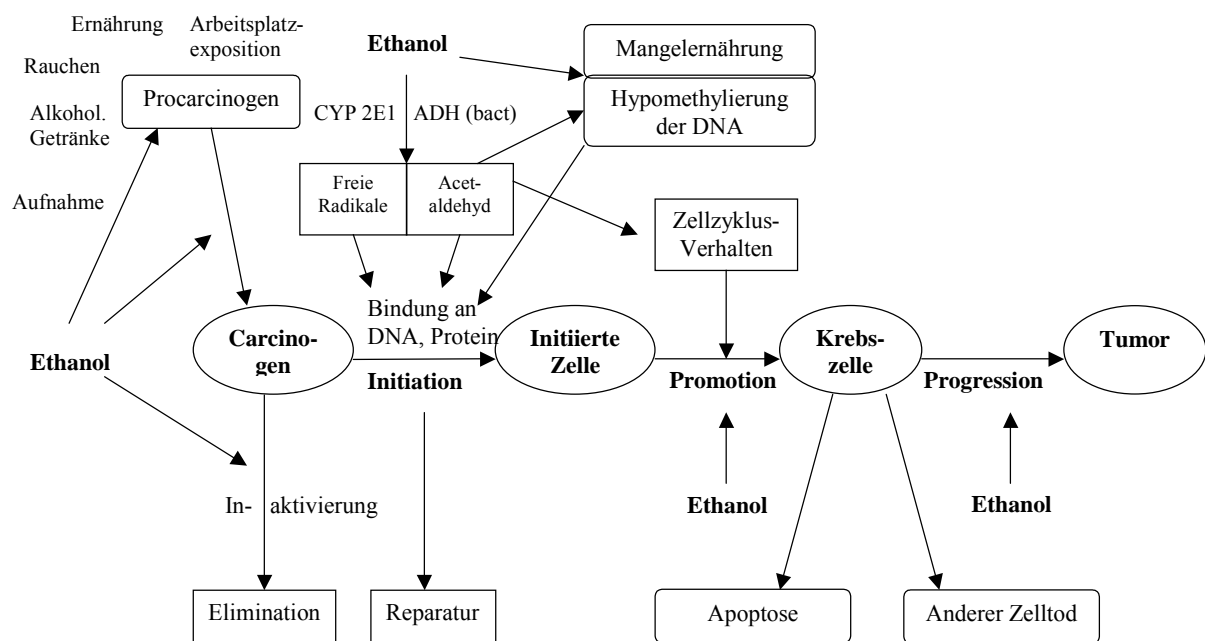 Ernährung
Arbeitsplatz-
exposition
Rauchen
Procarcinogen
Alkohol.
Getränke
Aufnahme
Ethanol
CYP 2E1
ADH (bact)
Mangelernährung
Hypomethylierung
der DNA
Freie
Radikale
Acet-
aldehyd
Zellzyklus-
Verhalten
Bindung an
DNA, Protein
Ethanol
Carcino-
gen
Initiation
Initiierte
Zelle
Promotion
Krebs-
zelle
Progression
Tumor
In- aktivierung
Ethanol
Ethanol
Elimination
Reparatur
Apoptose
Anderer Zelltod